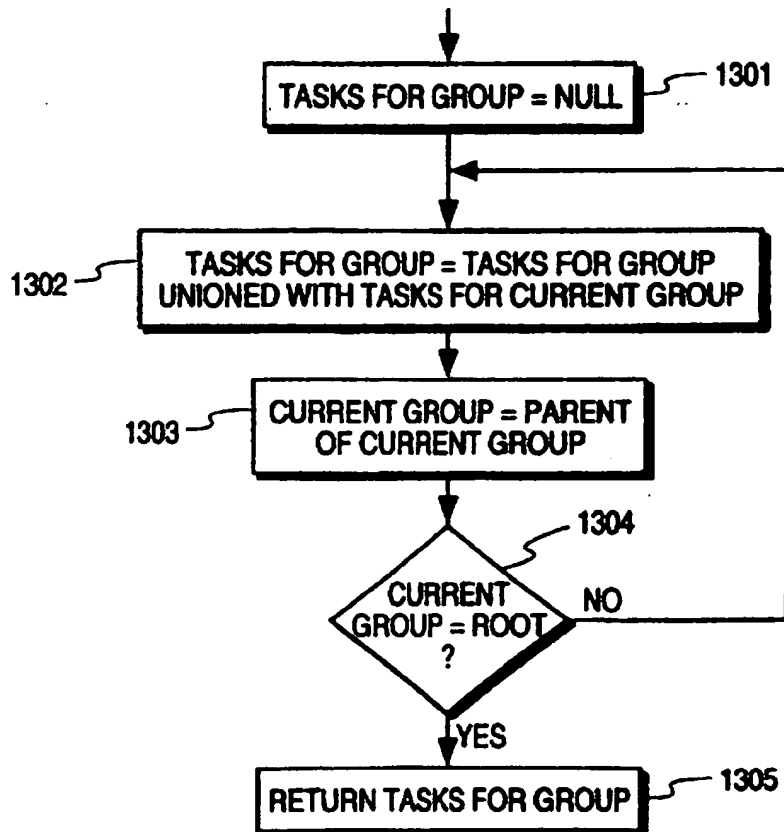 TASKS FOR GROUP = NULL
1301
1302
TASKS FOR GROUP = TASKS FOR GROUP
UNIONED WITH TASKS FOR CURRENT GROUP
1303
CURRENT GROUP = PARENT
OF CURRENT GROUP
1304
CURRENT
GROUP = ROOT
?
NO
YES
RETURN TASKS FOR GROUP
1305